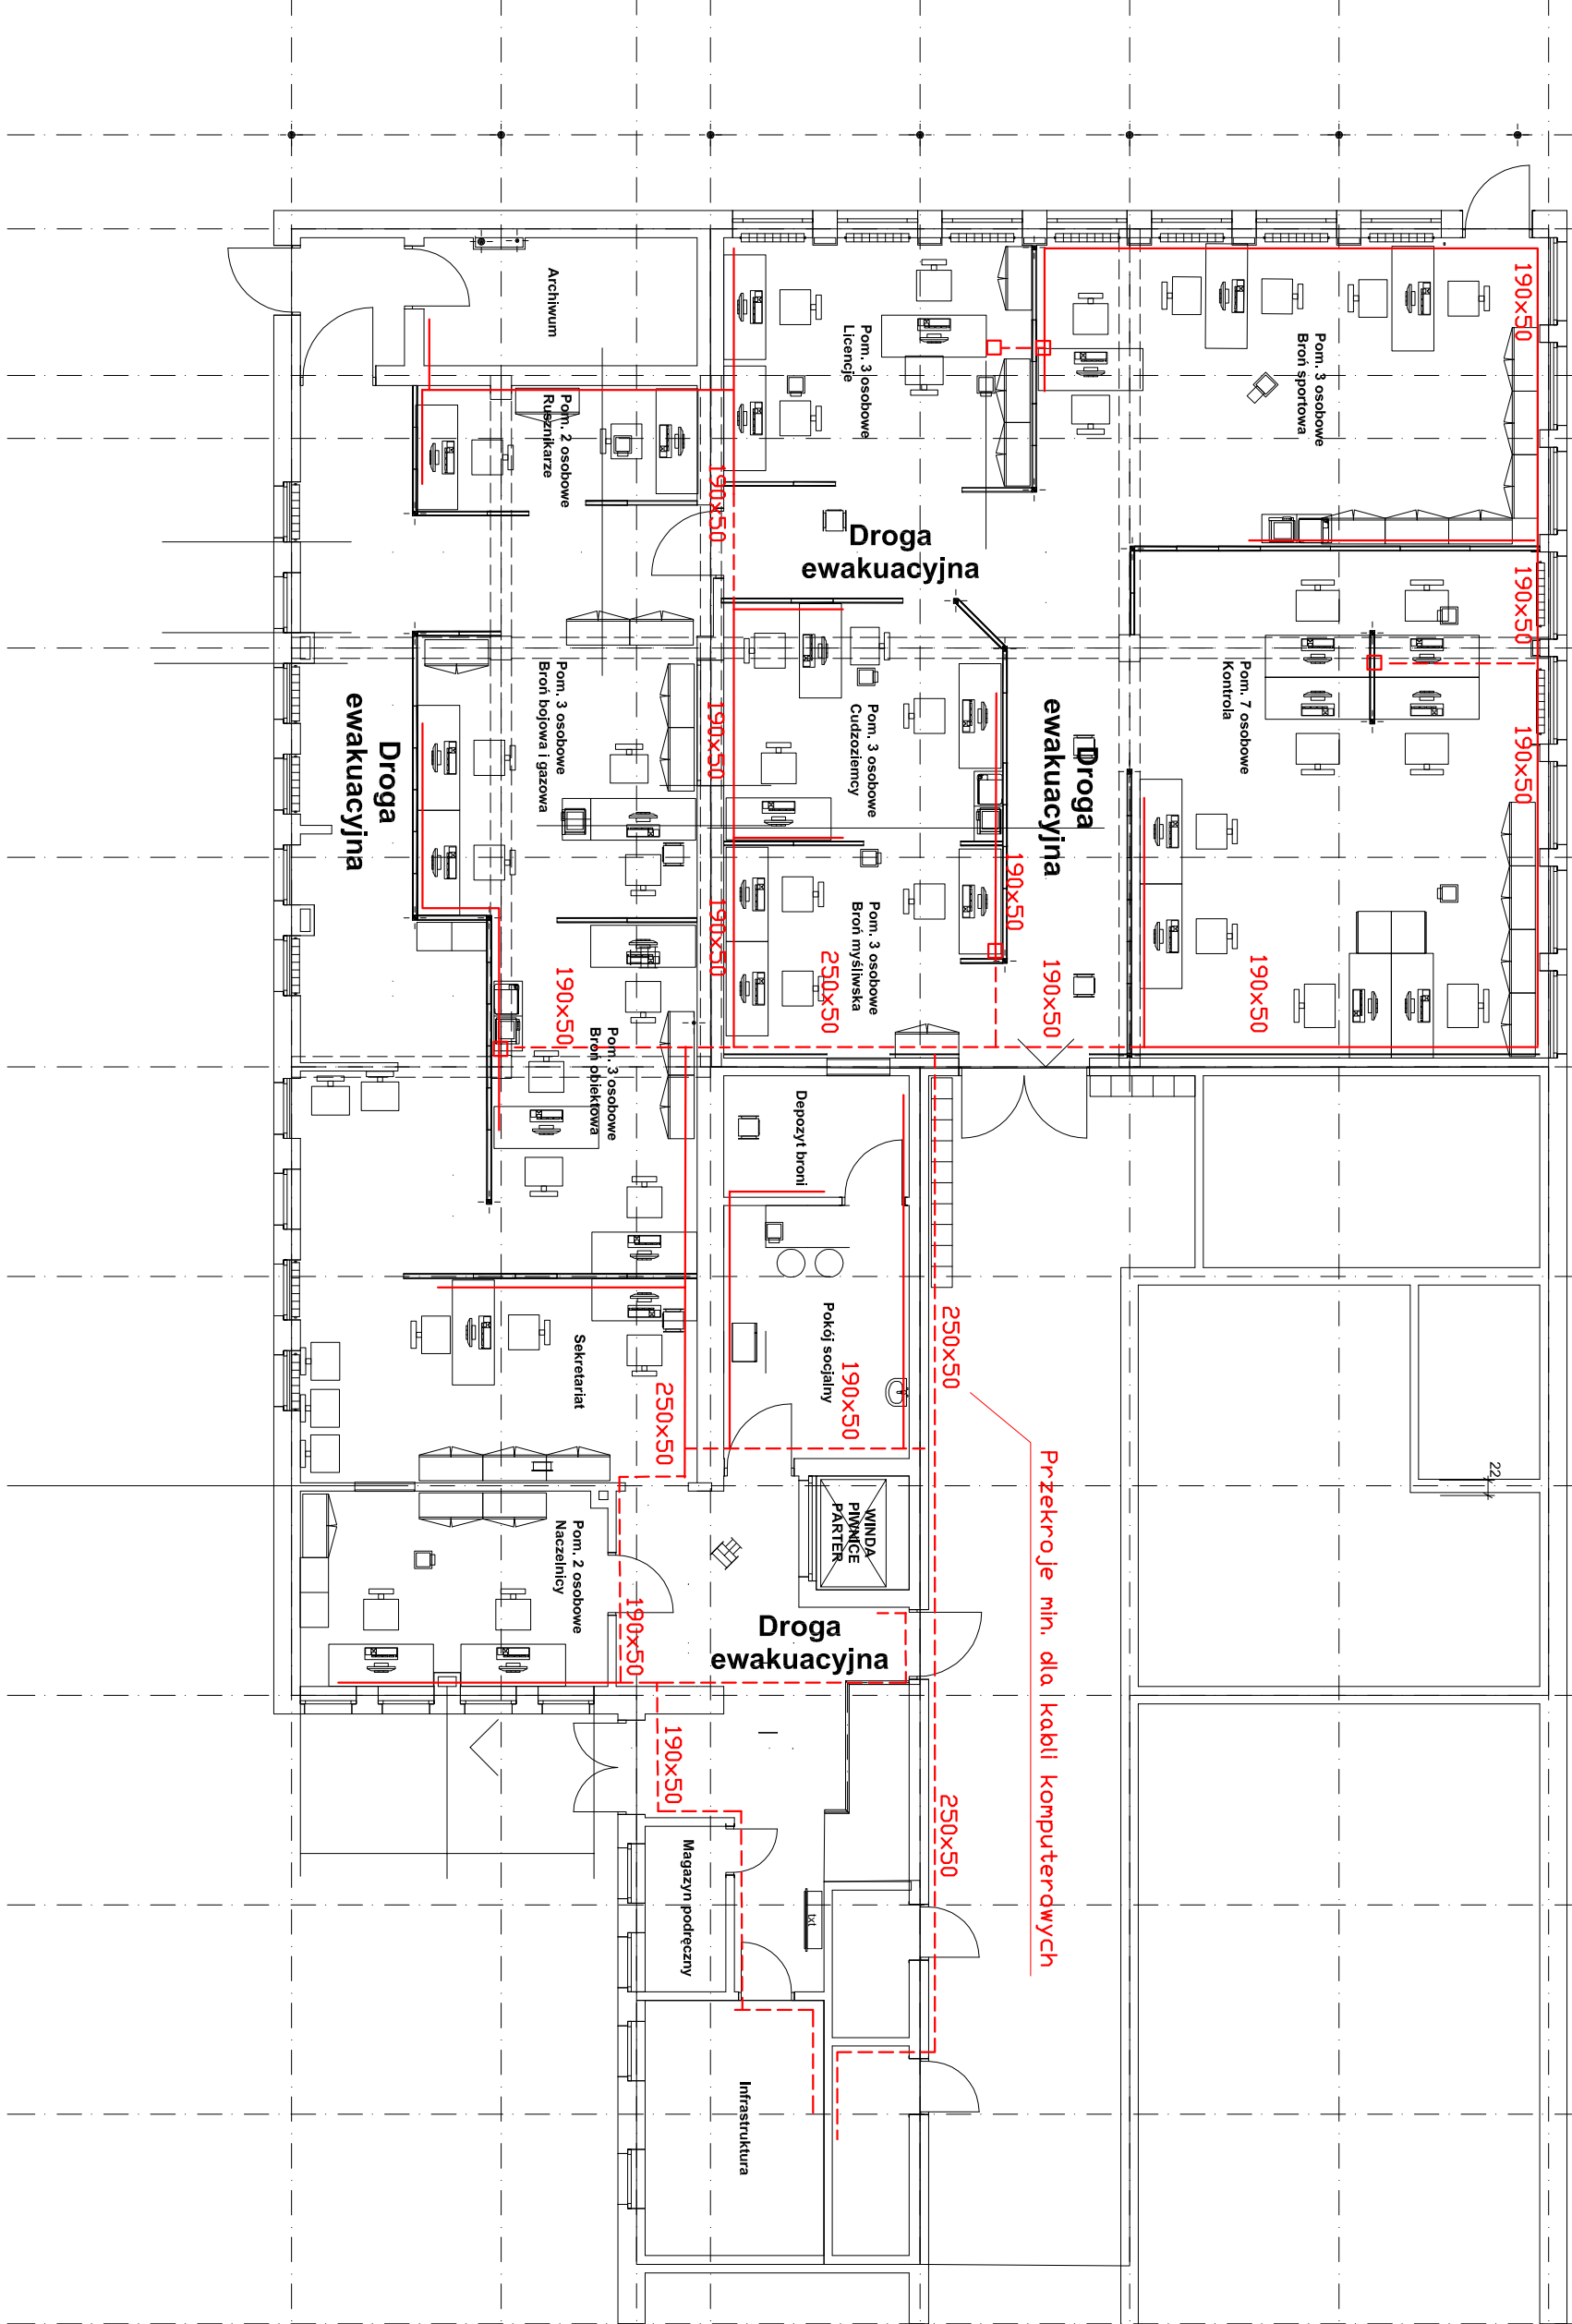 190x50
Pom. 3 osobowe
Broń sportowa
Archiwum
Pom. 3 osobowe
Licencje
Pom. 2 osobowe
Rusznikarze
190x50
Droga
ewakuacyjna
190x50
Pom. 7 osobowe
Kontrola
190x50
Pom. 3 osobowe
Broń bojowa i gazowa
190x50
Pom. 3 osobowe
Cudzoziemcy
Droga
ewakuacyjna
Droga
ewakuacyjna
190x50
190x50
Pom. 3 osobowe
Broń myśliwska
250x50
190x50
190x50
190x50
Pom. 3 osobowe
Broń obiektowa
Depozyt broni
Pokój socjalny
190x50
250x50
Sekretariat
250x50
Przekroje min. dla kabli komputerowych
22
WINDA
PIWNICE
PARTER
Pom. 2 osobowe
Naczelnicy
190x50
Droga
ewakuacyjna
190x50
250x50
Magazyn podręczny
txt
Infrastruktura